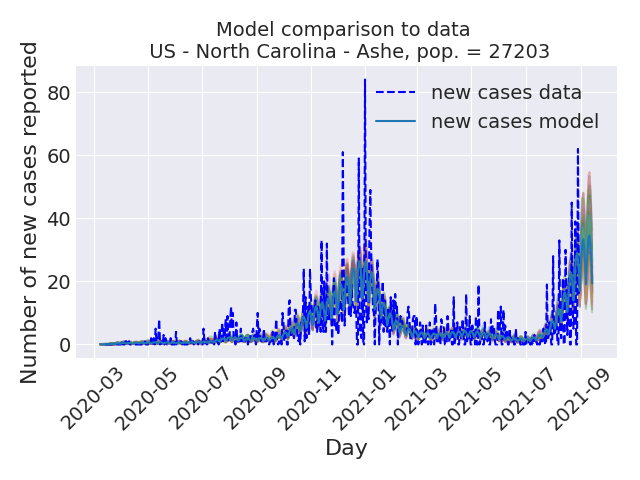 Model comparison to data
US - North Carolina - Ashe, pop. = 27203
Number of new cases reported
80
60
40
20
0
new cases data
new cases model
2020-03
2020-05
2020-07
2020-09
2020-11
2021-01
2021-03
2021-05
2021-07
2021-09
Day